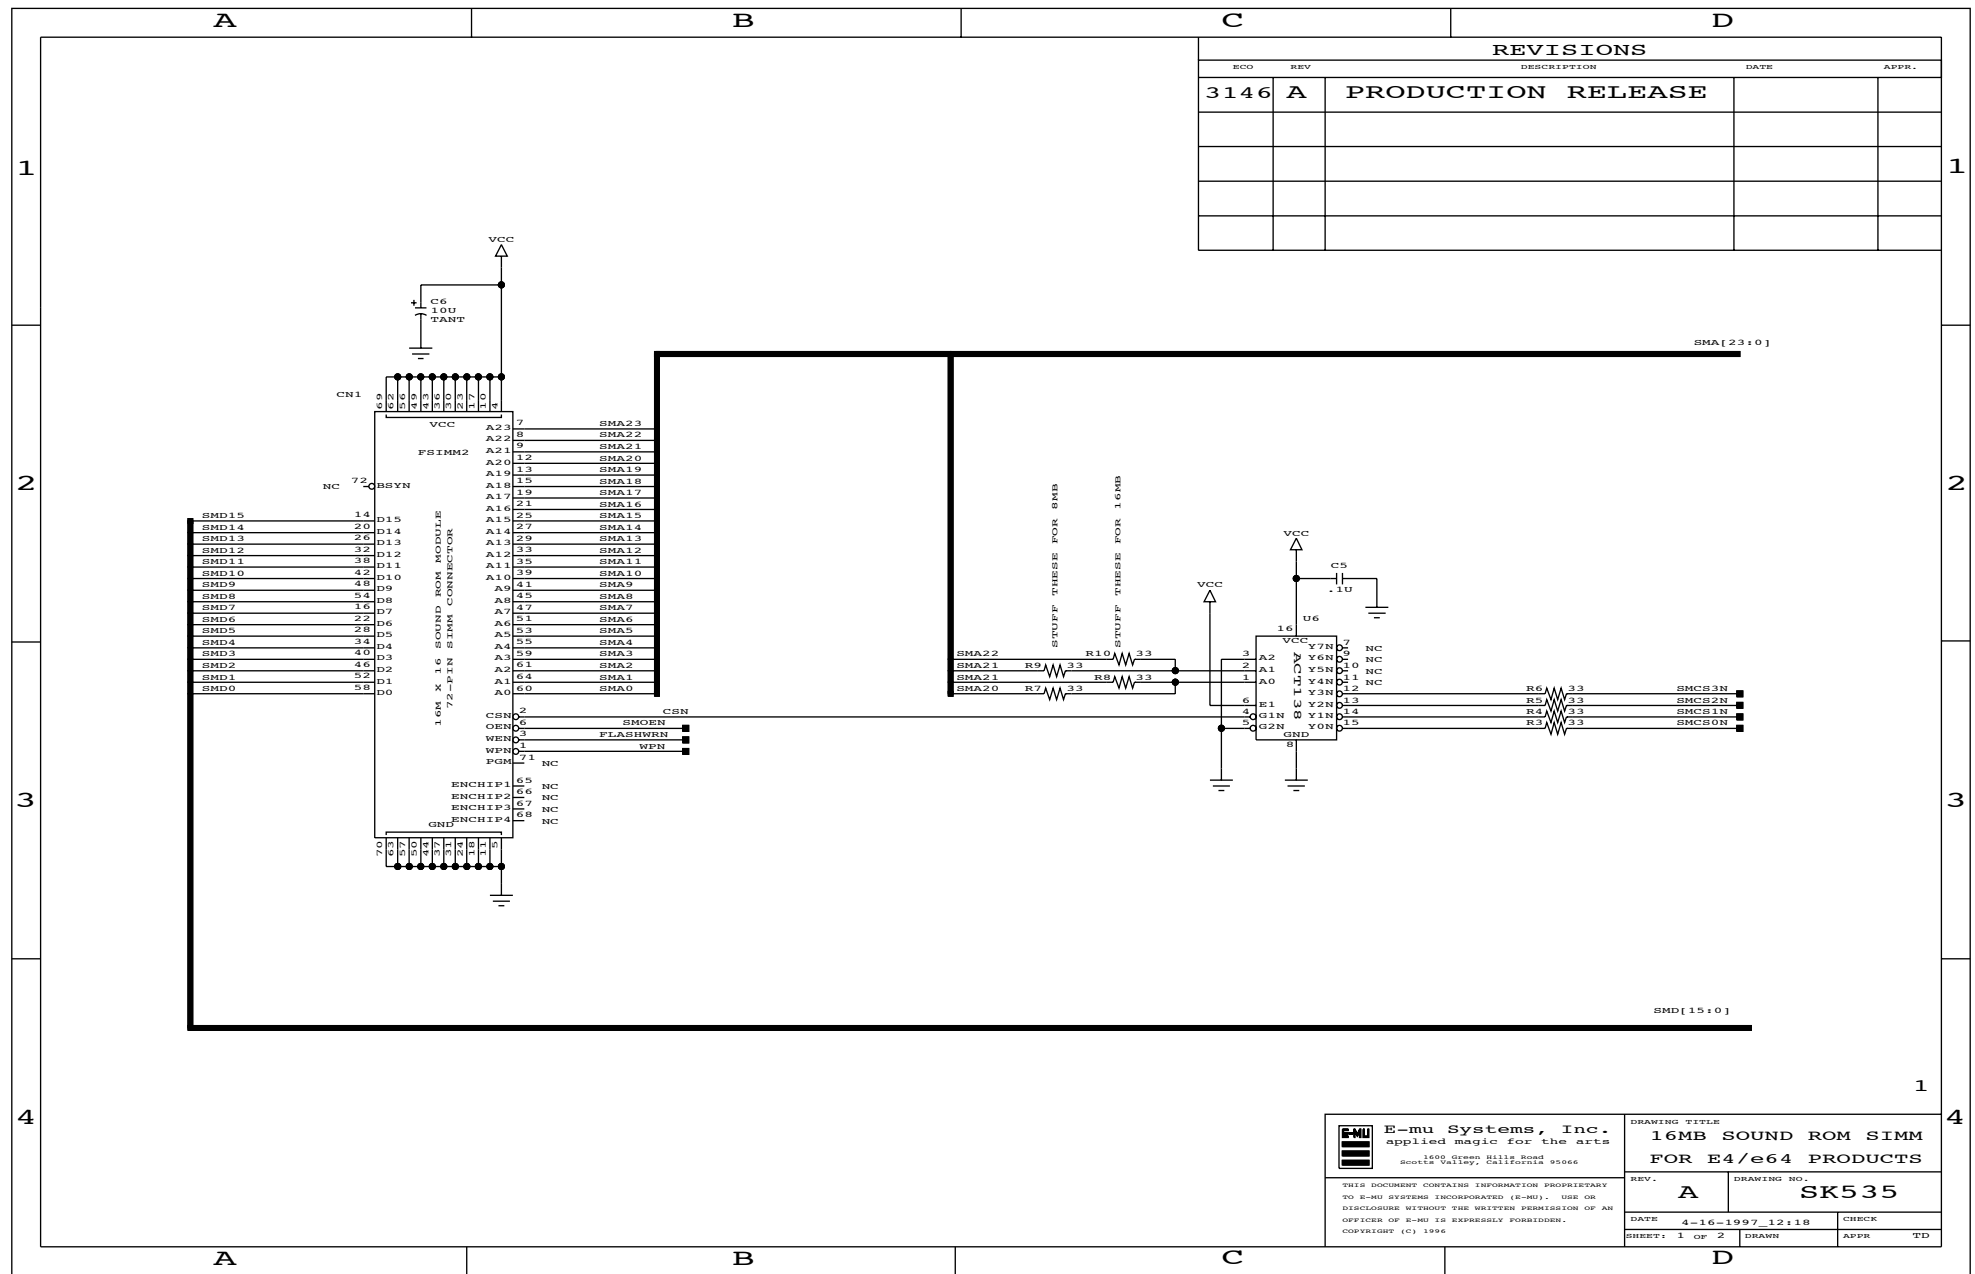 A B C D
REVISIONS
ECO REV DESCRIPTION DATE APPR.
3146 A PRODUCTION RELEASE
1 1
VCC
+ C6
10U
TANT
SMA[23:0]
CN1
69 62 56 49 43 36 30 23 17 10 4
VCC
FSIMM2
A23 7 SMA23
A22 8 SMA22
A21 9 SMA21
A20 12 SMA20
A19 13 SMA19
A18 15 SMA18
A17 19 SMA17
A16 21 SMA16
A15 25 SMA15
A14 27 SMA14
A13 29 SMA13
A12 33 SMA12
A11 35 SMA11
A10 39 SMA10
A9 41 SMA9
A8 45 SMA8
A7 47 SMA7
A6 51 SMA6
A5 53 SMA5
A4 55 SMA4
A3 59 SMA3
A2 61 SMA2
A1 64 SMA1
A0 60 SMA0
2 2
NC 72 BSYN
SMD15 14 D15
SMD14 20 D14
SMD13 26 D13
SMD12 32 D12
SMD11 38 D11
SMD10 42 D10
SMD9 48 D9
SMD8 54 D8
SMD7 16 D7
SMD6 22 D6
SMD5 28 D5
SMD4 34 D4
SMD3 40 D3
SMD2 46 D2
SMD1 52 D1
SMD0 58 D0
16M X 16 SOUND ROM MODULE
72-PIN SIMM CONNECTOR
CSN 2 CSN
OEN 6 SMOEN
WEN 3 FLASHWRN
WPN 1 WPN
PGM 71 NC
ENCHIP1 65 NC
ENCHIP2 66 NC
ENCHIP3 67 NC
ENCHIP4 68 NC
GND
70 63 57 50 44 37 31 24 18 11 5
STUFF THESE FOR 8MB
STUFF THESE FOR 16MB
SMA22 R10 33
SMA21 R9 33
SMA21 R8 33
SMA20 R7 33
VCC
VCC
C5
.1U
U6
16
VCC
ACT138
3 A2
2 A1
1 A0
6 E1
4 G1N
5 G2N
Y7N 7 NC
Y6N 9 NC
Y5N 10 NC
Y4N 11 NC
Y3N 12 R6 33 SMCS3N
Y2N 13 R5 33 SMCS2N
Y1N 14 R4 33 SMCS1N
Y0N 15 R3 33 SMCS0N
GND
8
3 3
SMD[15:0]
1
4 4
E-MU
E-mu Systems, Inc.
applied magic for the arts
1600 Green Hills Road
Scotts Valley, California 95066
THIS DOCUMENT CONTAINS INFORMATION PROPRIETARY
TO E-MU SYSTEMS INCORPORATED (E-MU). USE OR
DISCLOSURE WITHOUT THE WRITTEN PERMISSION OF AN
OFFICER OF E-MU IS EXPRESSLY FORBIDDEN.
COPYRIGHT (C) 1996
DRAWING TITLE
16MB SOUND ROM SIMM
FOR E4/e64 PRODUCTS
REV. A
DRAWING NO. SK535
DATE 4-16-1997_12:18 CHECK
SHEET: 1 OF 2 DRAWN APPR TD
A B C D